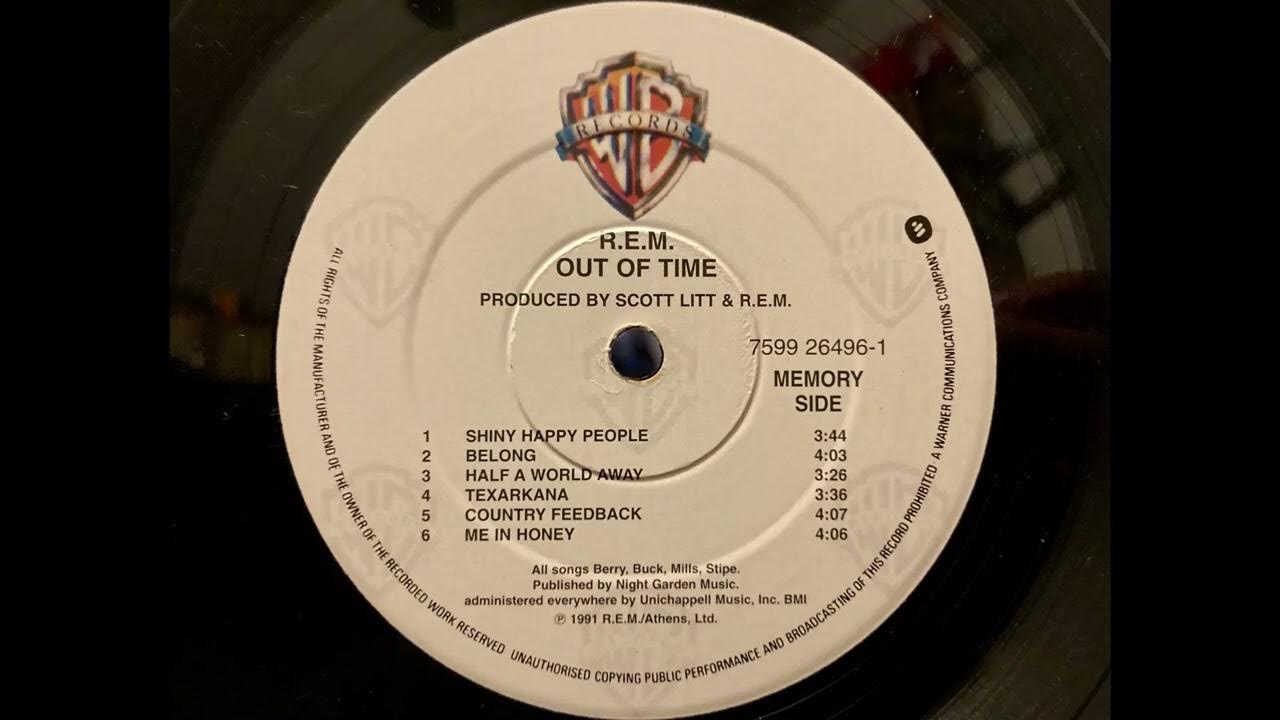 RECORDS
R.E.M.
OUT OF TIME
PRODUCED BY SCOTT LITT & R.E.M.
7599 26496-1
MEMORY
SIDE
1 SHINY HAPPY PEOPLE 3:44
2 BELONG 4:03
3 HALF A WORLD AWAY 3:26
4 TEXARKANA 3:36
5 COUNTRY FEEDBACK 4:07
6 ME IN HONEY 4:06
All songs Berry, Buck, Mills, Stipe.
Published by Night Garden Music.
administered everywhere by Unichappell Music, Inc. BMI
℗ 1991 R.E.M./Athens, Ltd.
ALL RIGHTS OF THE MANUFACTURER AND OF THE OWNER OF THE RECORDED WORK RESERVED UNAUTHORISED COPYING PUBLIC PERFORMANCE AND BROADCASTING OF THIS RECORD PROHIBITED A WARNER COMMUNICATIONS COMPANY